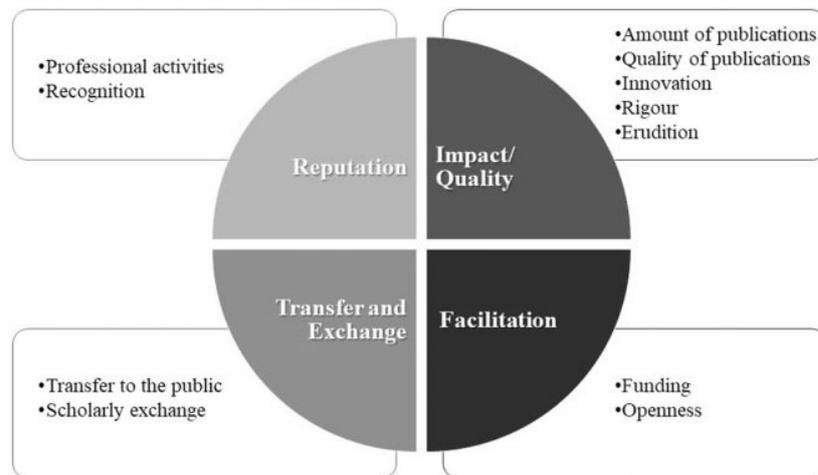 •Professional activities
•Recognition
•Amount of publications
•Quality of publications
•Innovation
•Rigour
•Erudition
Reputation
Impact/
Quality
Transfer and
Exchange
Facilitation
•Transfer to the public
•Scholarly exchange
•Funding
•Openness